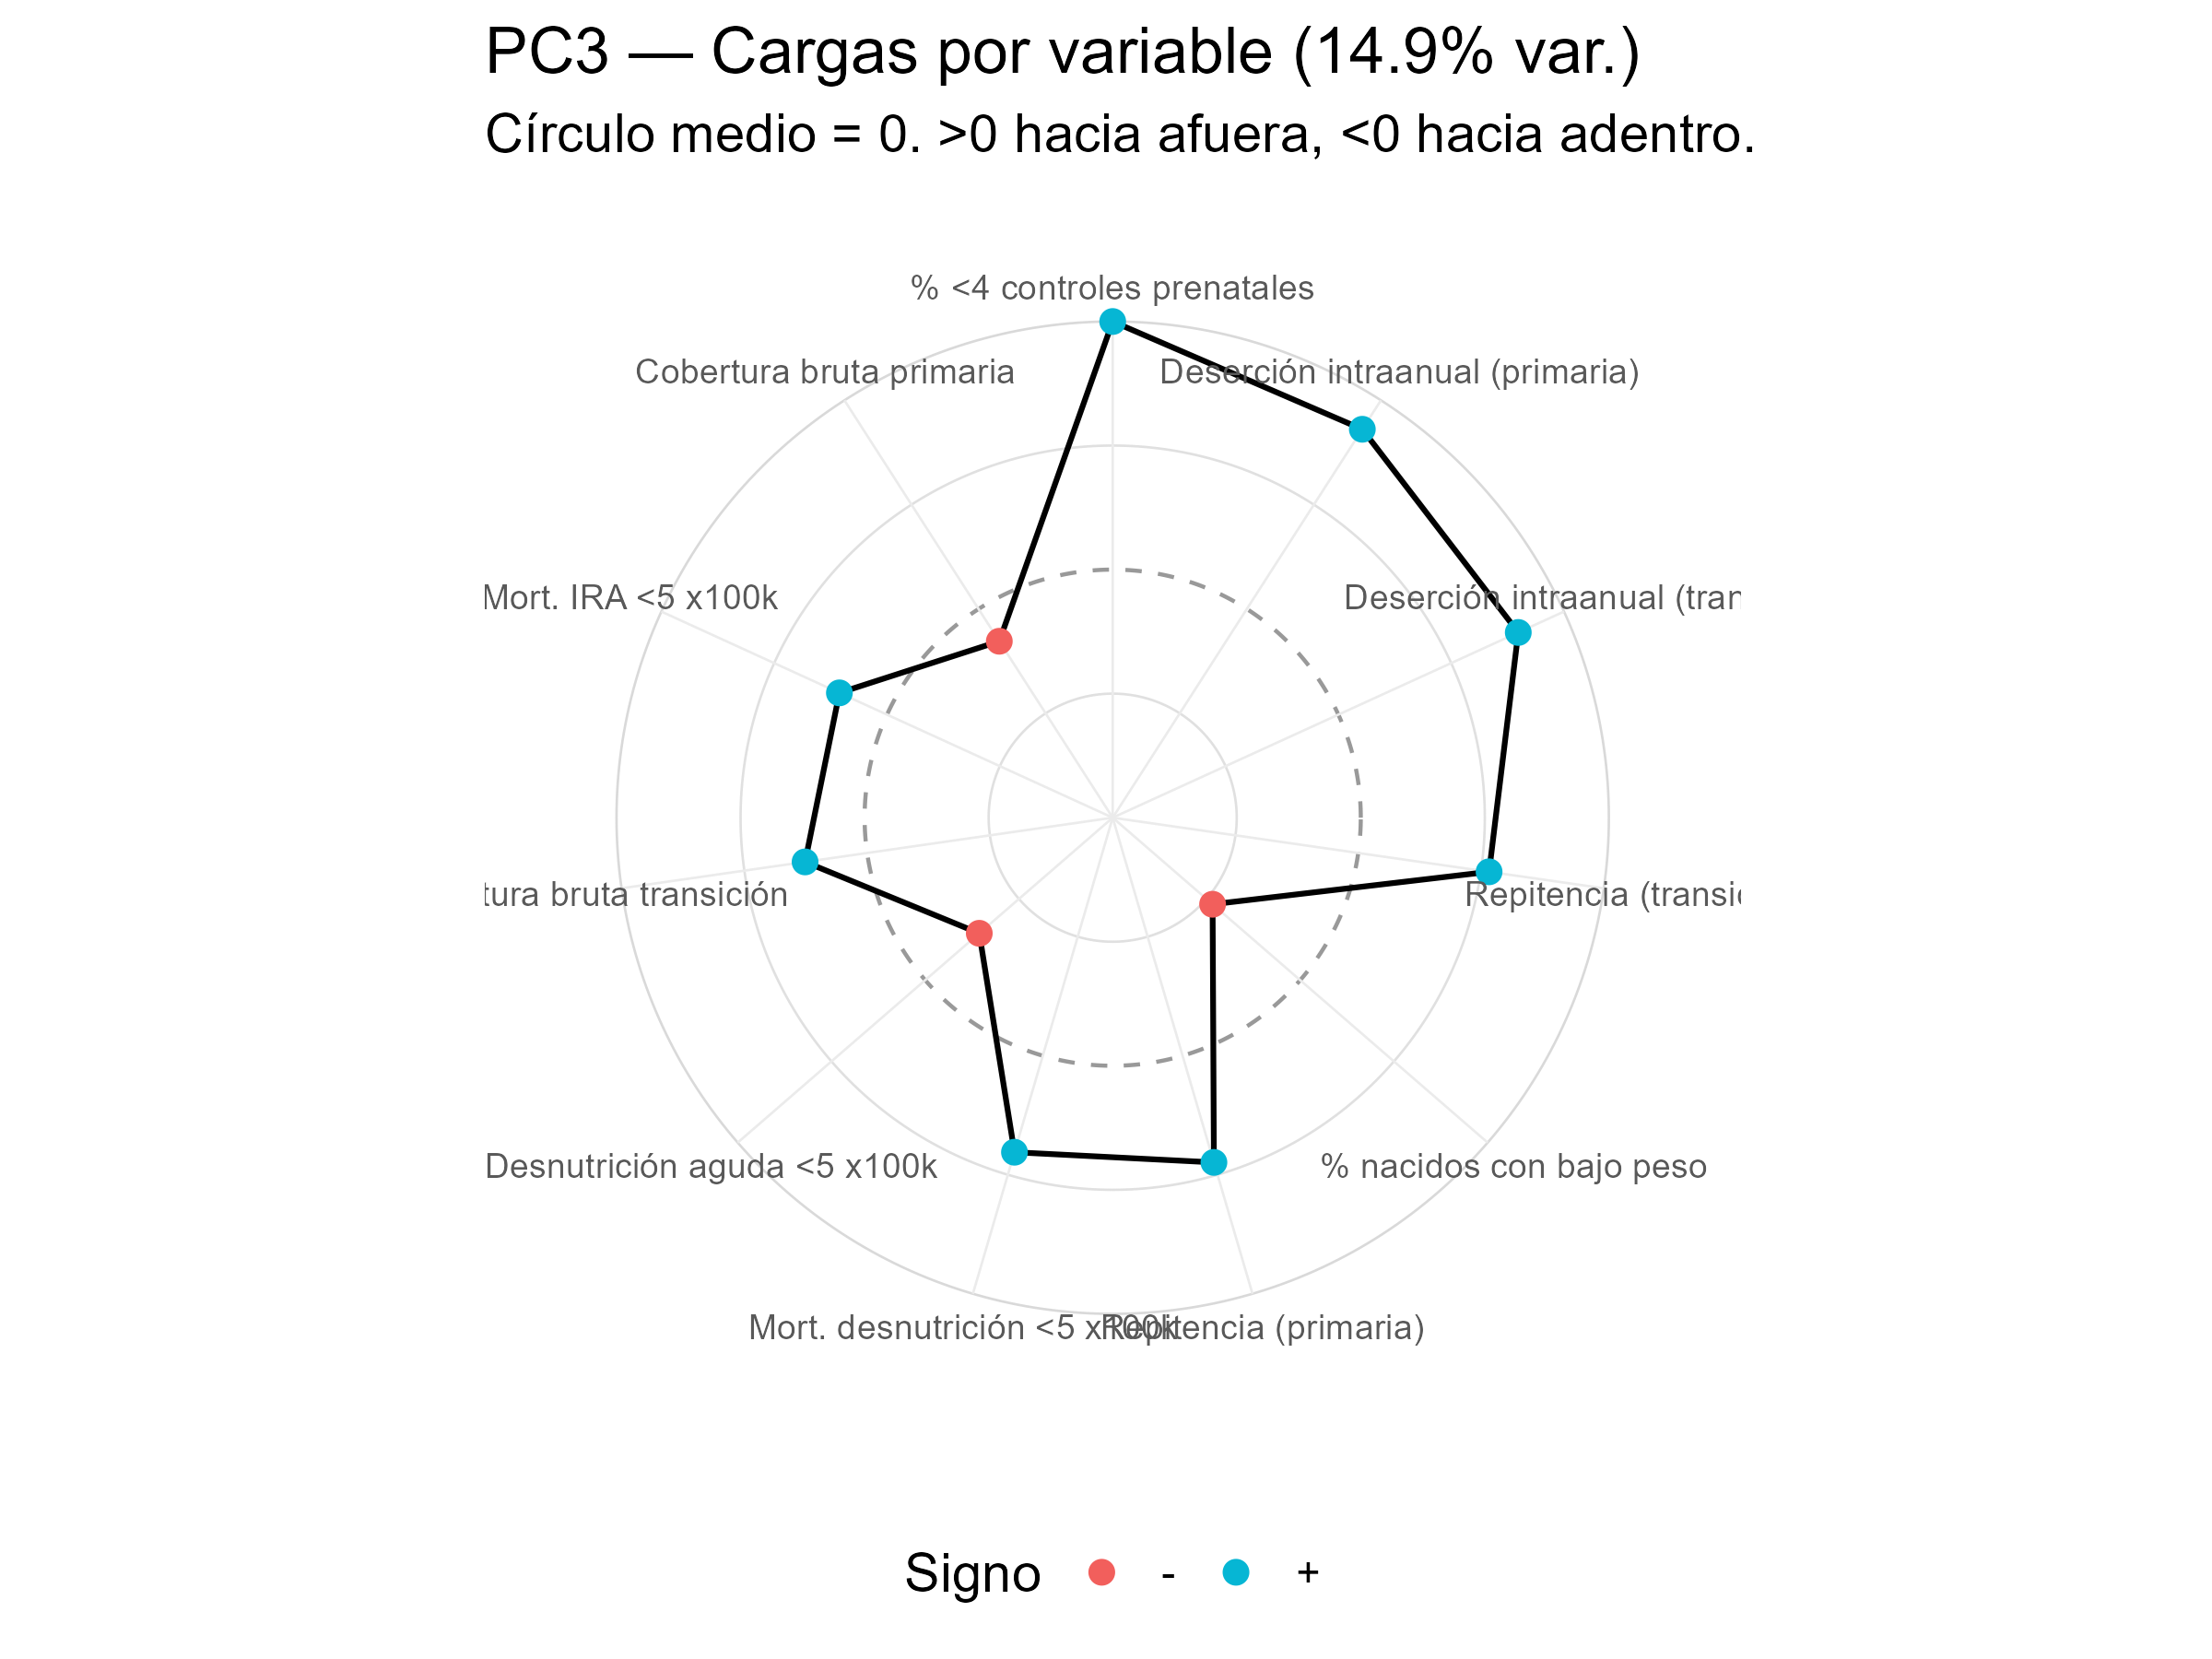 PC3 — Cargas por variable (14.9% var.)
Círculo medio = 0. >0 hacia afuera, <0 hacia adentro.
% <4 controles prenatales
Cobertura bruta primaria
Deserción intraanual (primaria)
Mort. IRA <5 x100k
Deserción intraanual (tran
tura bruta transición
Repitencia (transic
Desnutrición aguda <5 x100k
% nacidos con bajo peso
Mort. desnutrición <5 x100k
Repitencia (primaria)
Signo - +